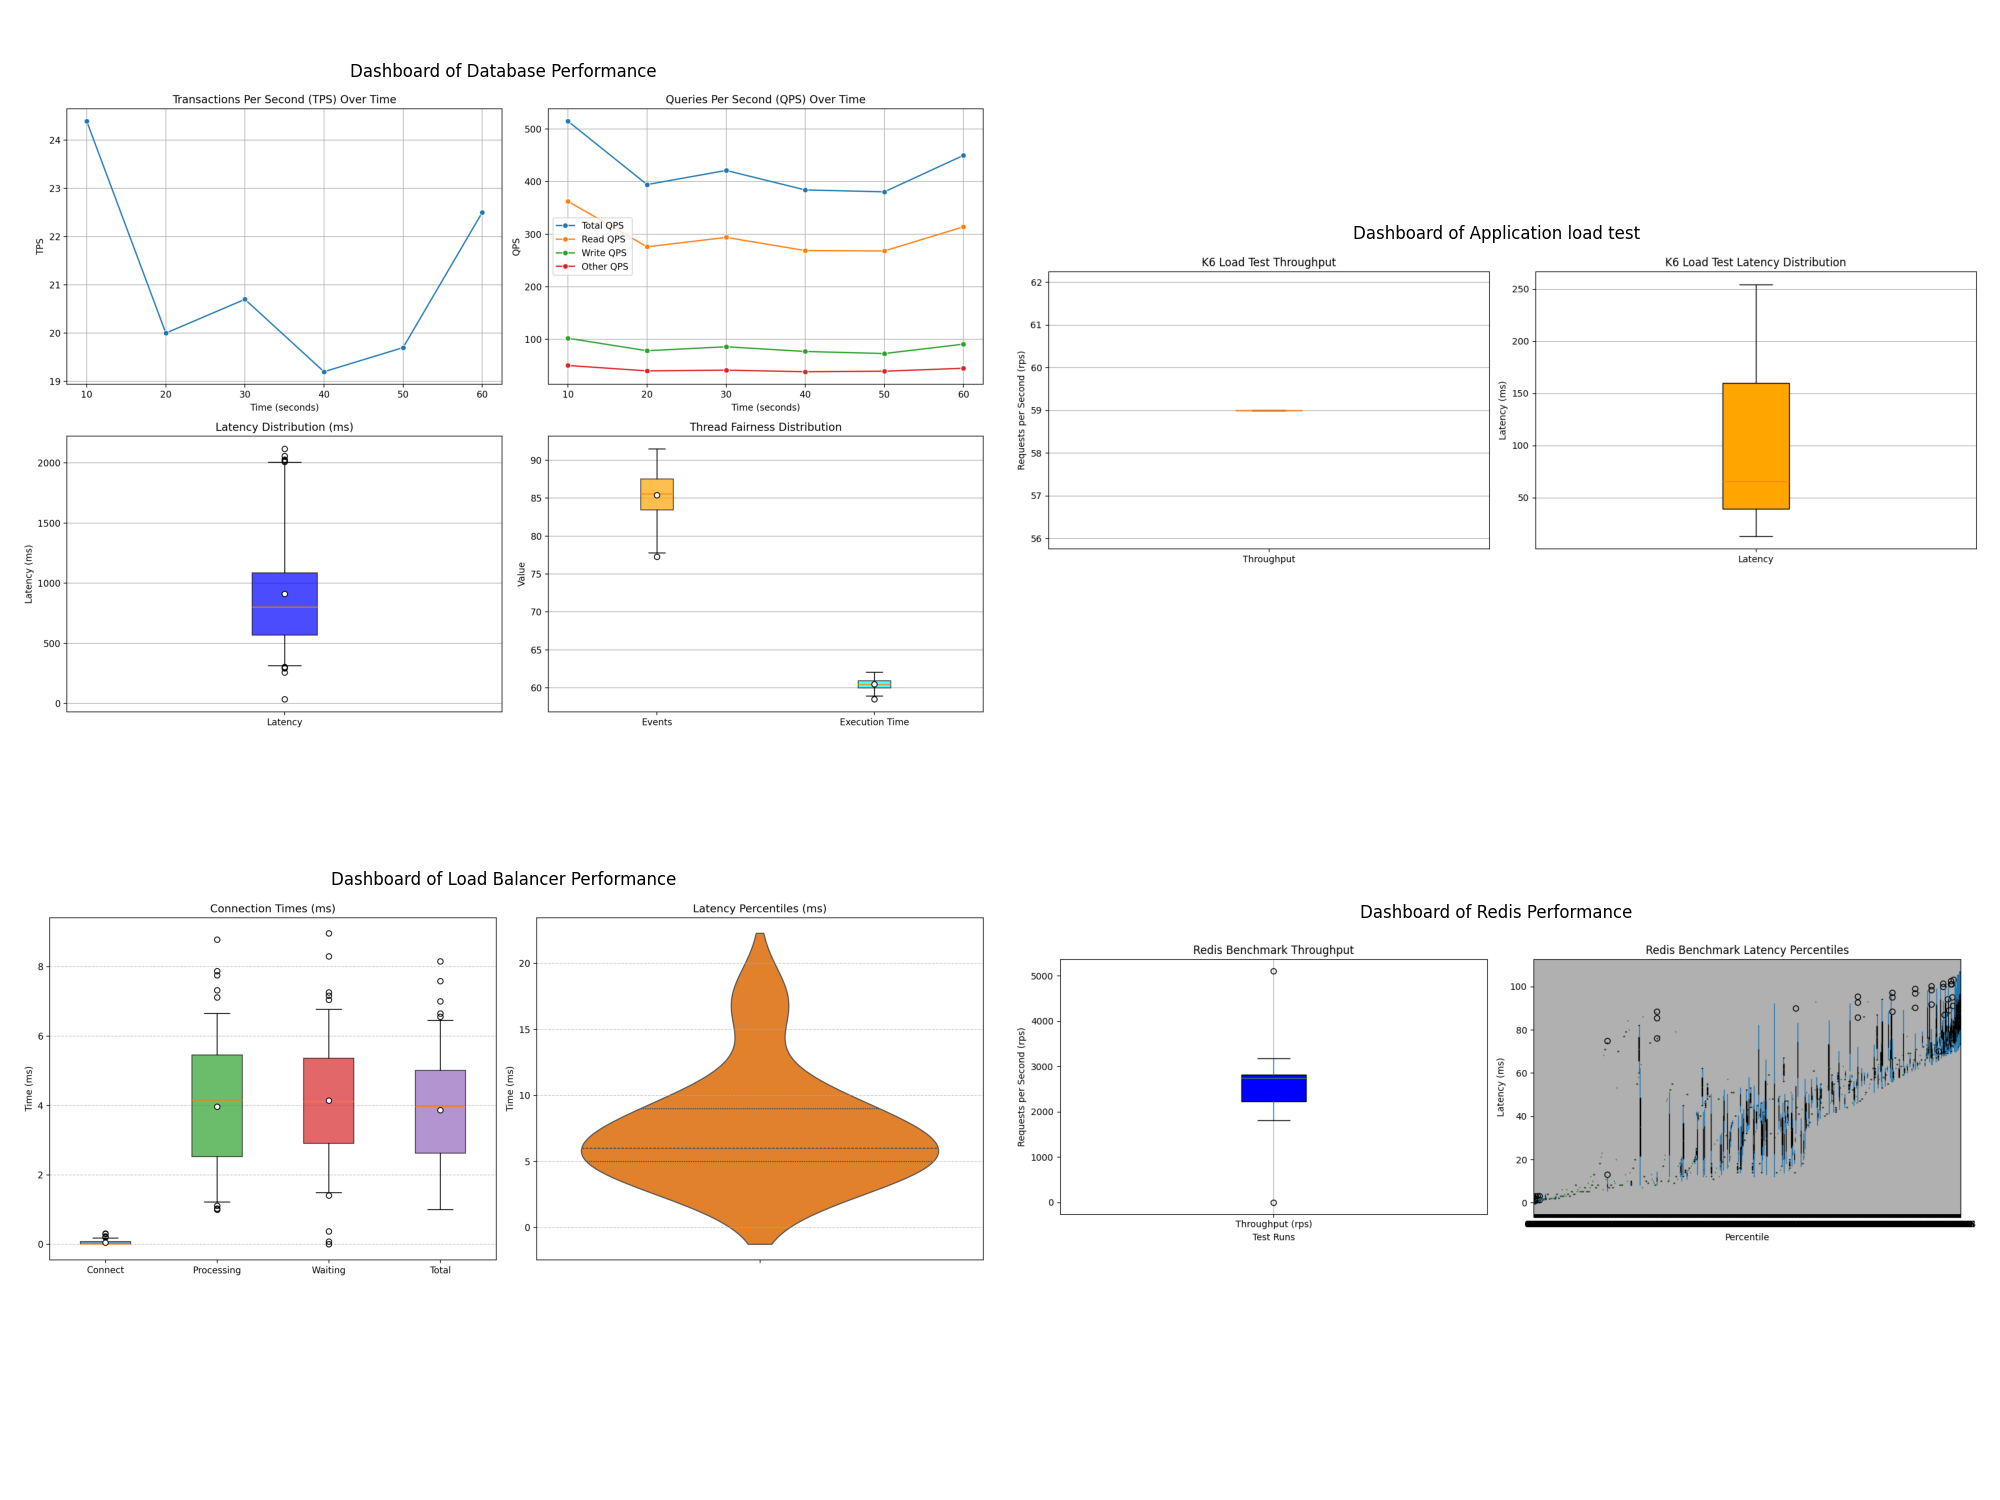 Dashboard of Database Performance
Transactions Per Second (TPS) Over Time
TPS
24
23
22
21
20
19
10 20 30 40 50 60
Time (seconds)
Queries Per Second (QPS) Over Time
QPS
500
400
300
200
100
Total QPS
Read QPS
Write QPS
Other QPS
10 20 30 40 50 60
Time (seconds)
Latency Distribution (ms)
Latency (ms)
2000
1500
1000
500
0
Latency
Thread Fairness Distribution
Value
90
85
80
75
70
65
60
Events Execution Time
Dashboard of Application load test
K6 Load Test Throughput
Requests per Second (rps)
62
61
60
59
58
57
56
Throughput
K6 Load Test Latency Distribution
Latency (ms)
250
200
150
100
50
Latency
Dashboard of Load Balancer Performance
Connection Times (ms)
Time (ms)
8
6
4
2
0
Connect Processing Waiting Total
Latency Percentiles (ms)
Time (ms)
20
15
10
5
0
Dashboard of Redis Performance
Redis Benchmark Throughput
Requests per Second (rps)
5000
4000
3000
2000
1000
0
Throughput (rps)
Test Runs
Redis Benchmark Latency Percentiles
Latency (ms)
100
80
60
40
20
0
Percentile